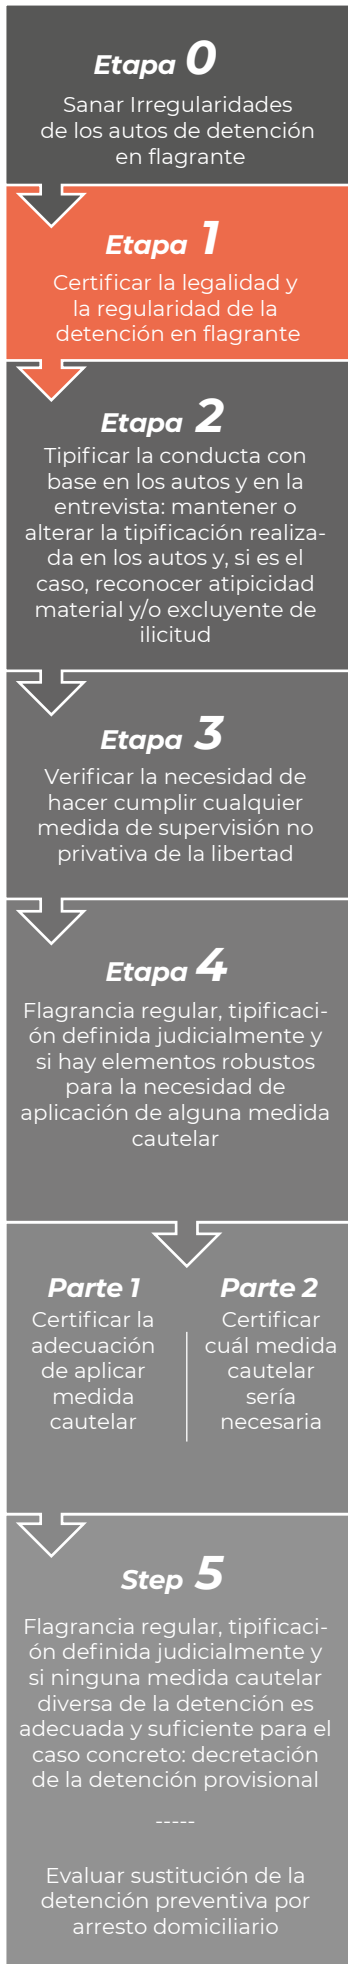 Etapa 0
Sanar Irregularidades
de los autos de detención
en flagrante
Etapa 1
Certificar la legalidad y
la regularidad de la
detención en flagrante
Etapa 2
Tipificar la conducta con
base en los autos y en la
entrevista: mantener o
alterar la tipificación realiza-
da en los autos y, si es el
caso, reconocer atipicidad
material y/o excluyente de
ilicitud
Etapa 3
Verificar la necesidad de
hacer cumplir cualquier
medida de supervisión no
privativa de la libertad
Etapa 4
Flagrancia regular, tipificaci-
ón definida judicialmente y
si hay elementos robustos
para la necesidad de
aplicación de alguna medida
cautelar
Parte 1
Certificar la
adecuación
de aplicar
medida
cautelar
Parte 2
Certificar
cuál medida
cautelar
sería
necesaria
Step 5
Flagrancia regular, tipificaci-
ón definida judicialmente y
si ninguna medida cautelar
diversa de la detención es
adecuada y suficiente para el
caso concreto: decretación
de la detención provisional
-----
Evaluar sustitución de la
detención preventiva por
arresto domiciliario